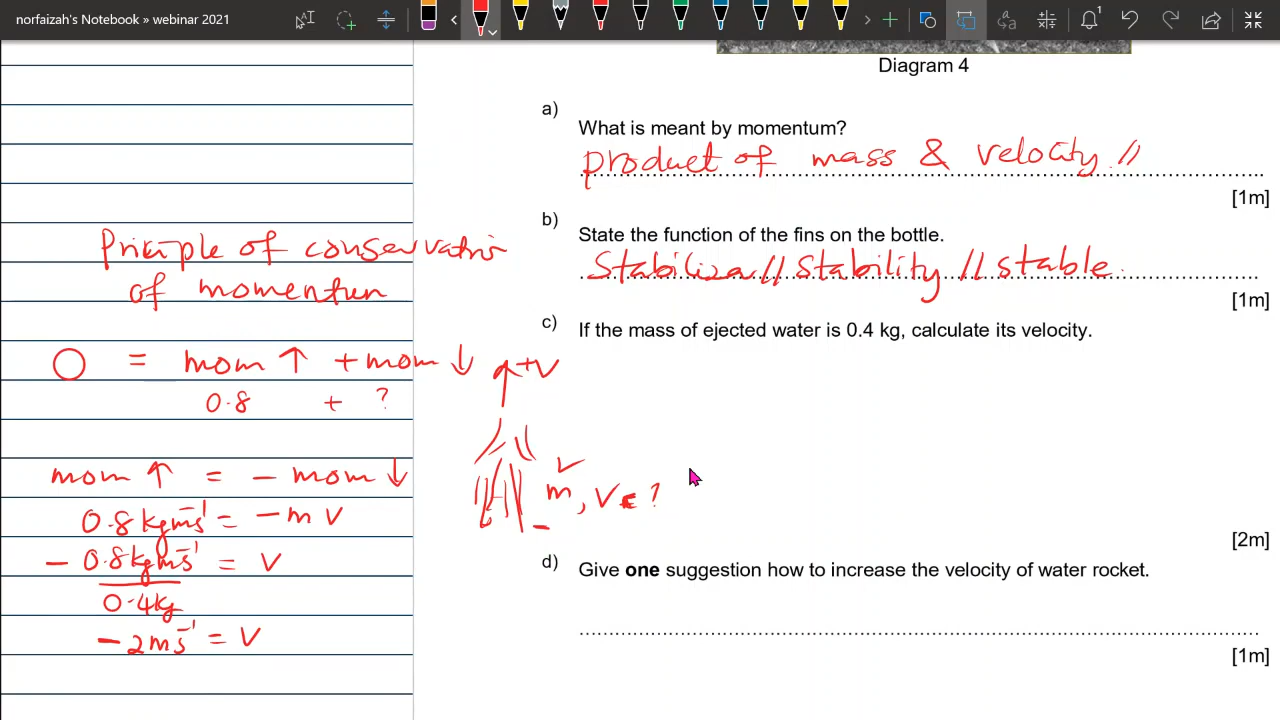 norfaizah's Notebook » webinar 2021
Diagram 4
a)
What is meant by momentum?
product of mass & velocity //
[1m]
b)
State the function of the fins on the bottle.
Stabilize // Stability // stable.
[1m]
c)
If the mass of ejected water is 0.4 kg, calculate its velocity.
[2m]
d)
Give one suggestion how to increase the velocity of water rocket.
[1m]
Principle of conservation
of momentum
O = mom ↑ + mom ↓
0.8 + ?
mom ↑ = - mom ↓
0.8 kgms⁻¹ = - m v
- 0.8 kgms⁻¹ = v
0.4 kg
- 2 ms⁻¹ = v
+v
m, v = ?